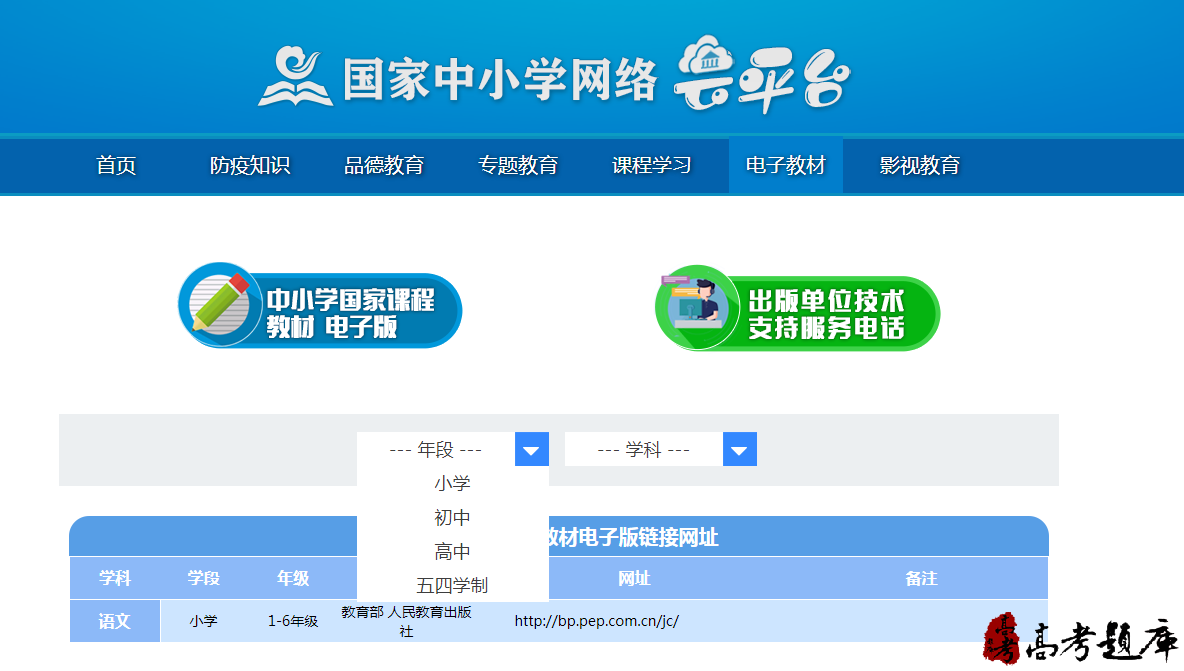 国家中小学网络云平台
首页 防疫知识 品德教育 专题教育 课程学习 电子教材 影视教育
中小学国家课程
教材 电子版
出版单位技术
支持服务电话
--- 年段 --- --- 学科 ---
小学
初中
高中
五四学制
教材电子版链接网址
学科 学段 年级 网址 备注
语文 小学 1-6年级 教育部 人民教育出版社 http://bp.pep.com.cn/jc/
高考 高考题库